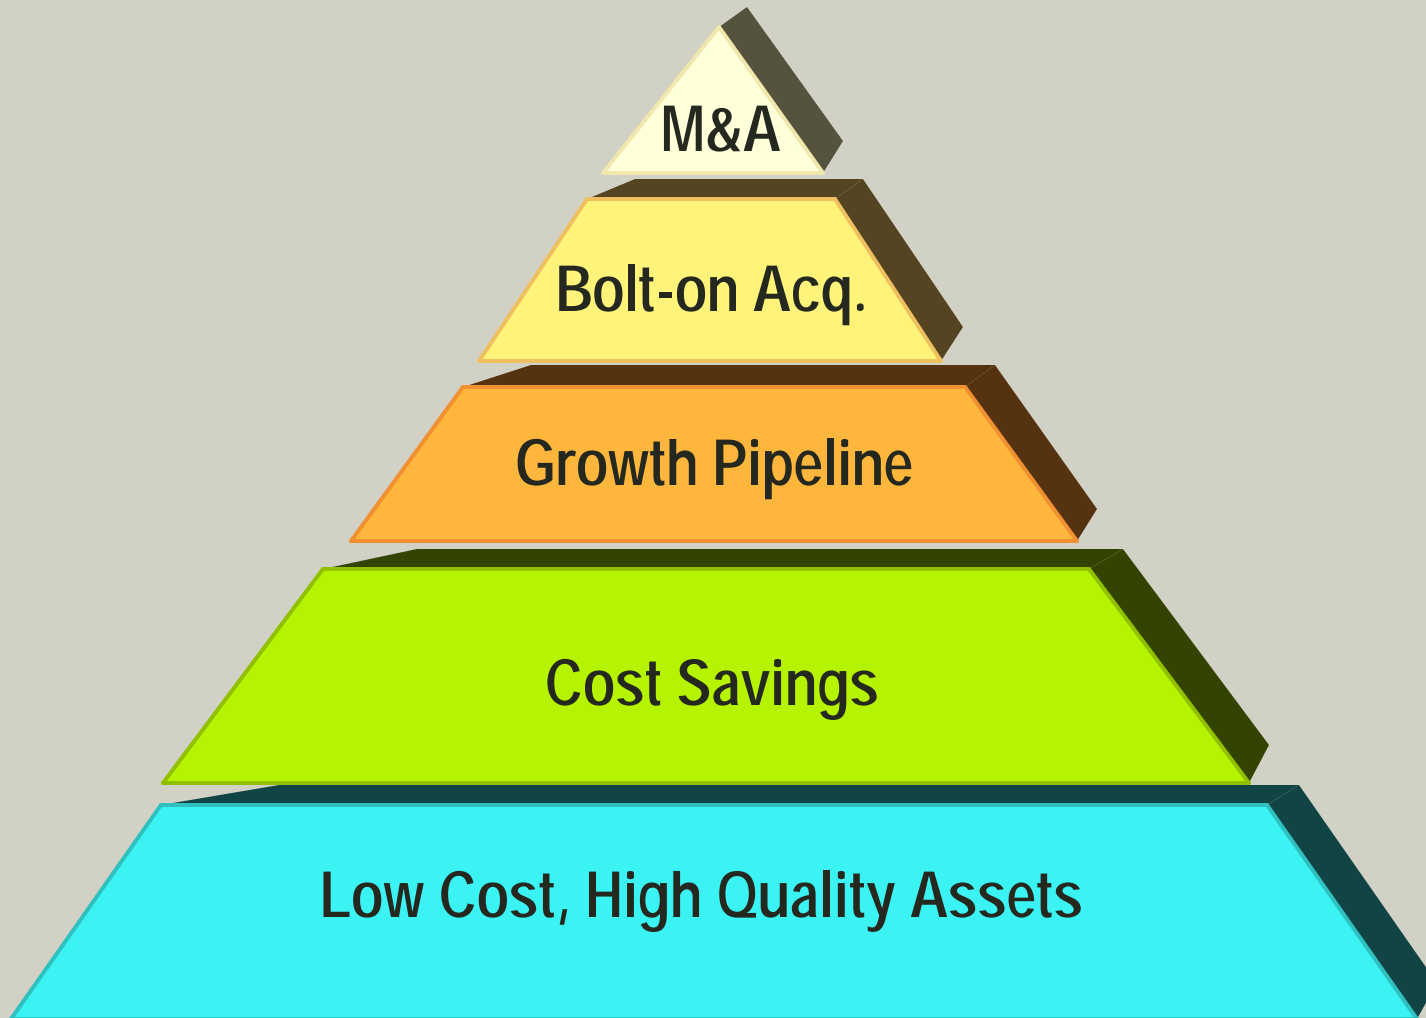 M&A
Bolt-on Acq.
Growth Pipeline
Cost Savings
Low Cost, High Quality Assets